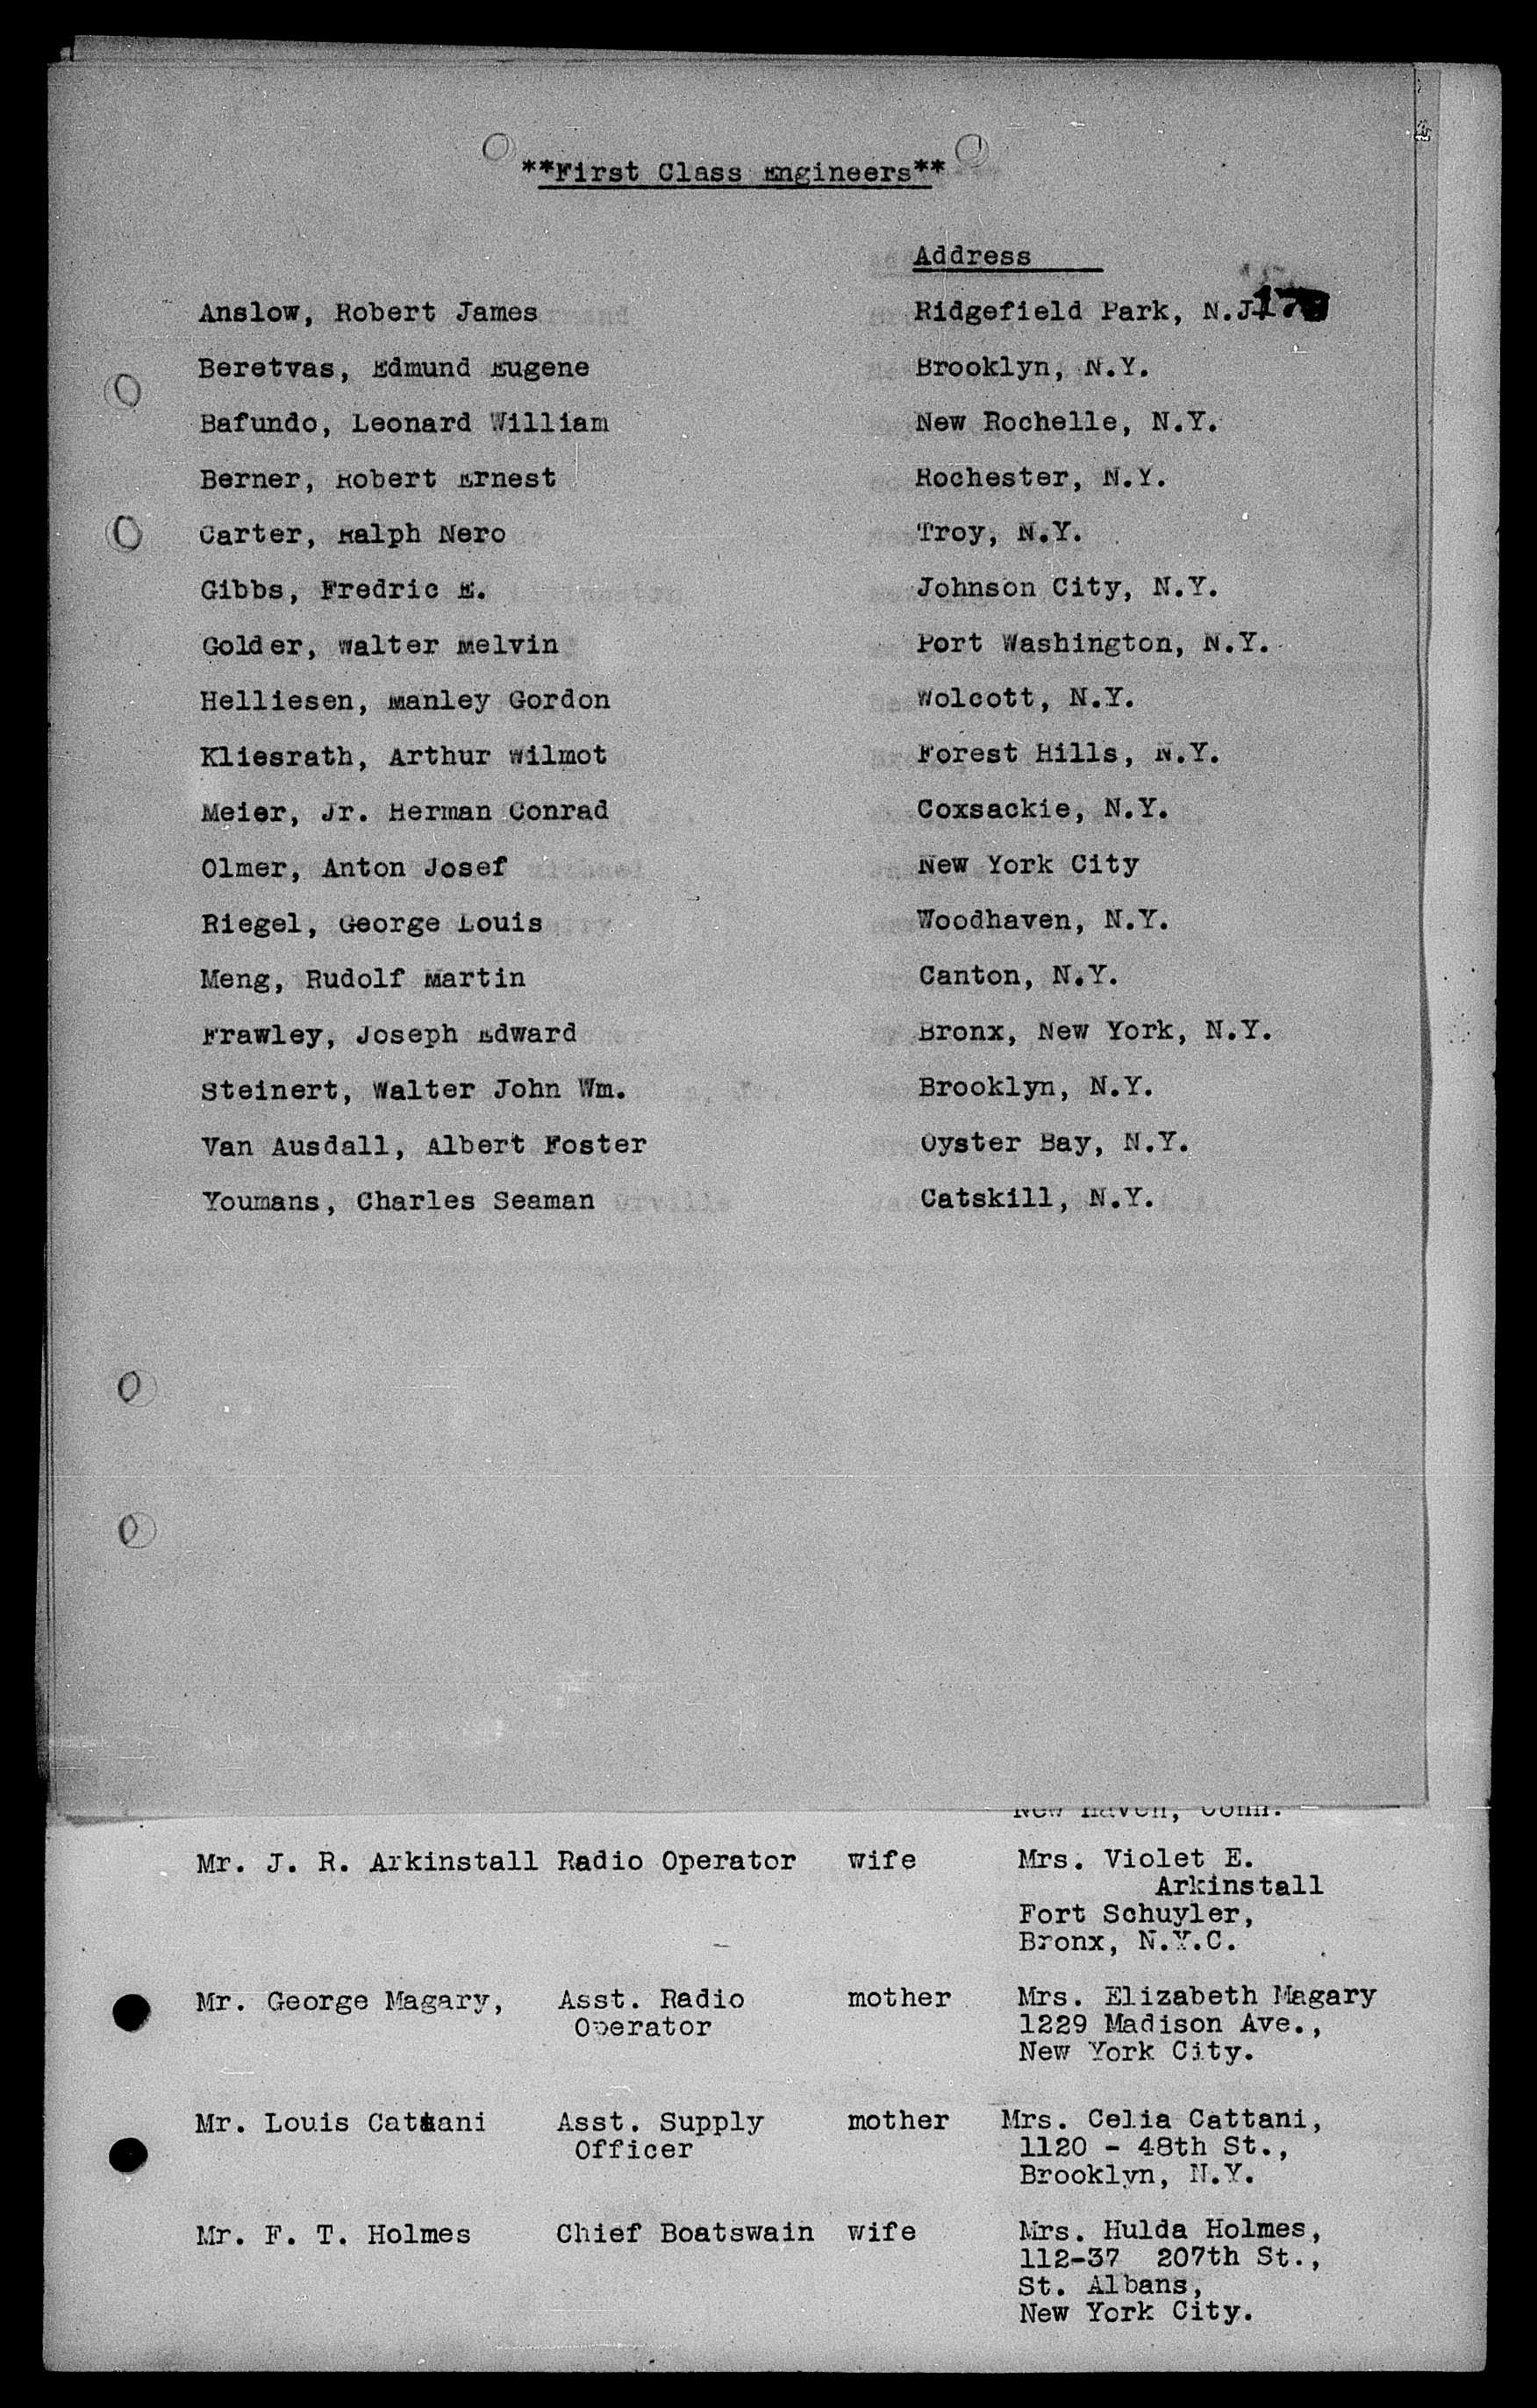 **First Class Engineers**
Address
Anslow, Robert James Ridgefield Park, N.J.
Beretvas, Edmund Eugene Brooklyn, N.Y.
Bafundo, Leonard William New Rochelle, N.Y.
Berner, Robert Ernest Rochester, N.Y.
Carter, Ralph Nero Troy, N.Y.
Gibbs, Fredric E. Johnson City, N.Y.
Golder, Walter Melvin Port Washington, N.Y.
Helliesen, Manley Gordon Wolcott, N.Y.
Kliesrath, Arthur Wilmot Forest Hills, N.Y.
Meier, Jr. Herman Conrad Coxsackie, N.Y.
Olmer, Anton Josef New York City
Riegel, George Louis Woodhaven, N.Y.
Meng, Rudolf Martin Canton, N.Y.
Frawley, Joseph Edward Bronx, New York, N.Y.
Steinert, Walter John Wm. Brooklyn, N.Y.
Van Ausdall, Albert Foster Oyster Bay, N.Y.
Youmans, Charles Seaman Catskill, N.Y.
New Haven, Conn.
Mr. J. R. Arkinstall Radio Operator wife Mrs. Violet E.
Arkinstall
Fort Schuyler,
Bronx, N.Y.C.
Mr. George Magary, Asst. Radio mother Mrs. Elizabeth Magary
Operator 1229 Madison Ave.,
New York City.
Mr. Louis Cattani Asst. Supply mother Mrs. Celia Cattani,
Officer 1120 - 48th St.,
Brooklyn, N.Y.
Mr. F. T. Holmes Chief Boatswain wife Mrs. Hulda Holmes,
112-37 207th St.,
St. Albans,
New York City.